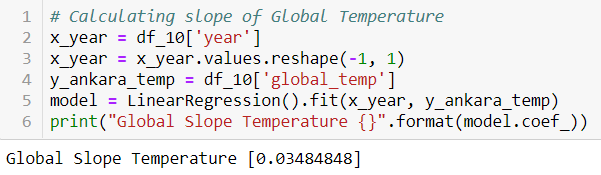 1 # Calculating slope of Global Temperature
2 x_year = df_10['year']
3 x_year = x_year.values.reshape(-1, 1)
4 y_ankara_temp = df_10['global_temp']
5 model = LinearRegression().fit(x_year, y_ankara_temp)
6 print("Global Slope Temperature {}".format(model.coef_))
Global Slope Temperature [0.03484848]